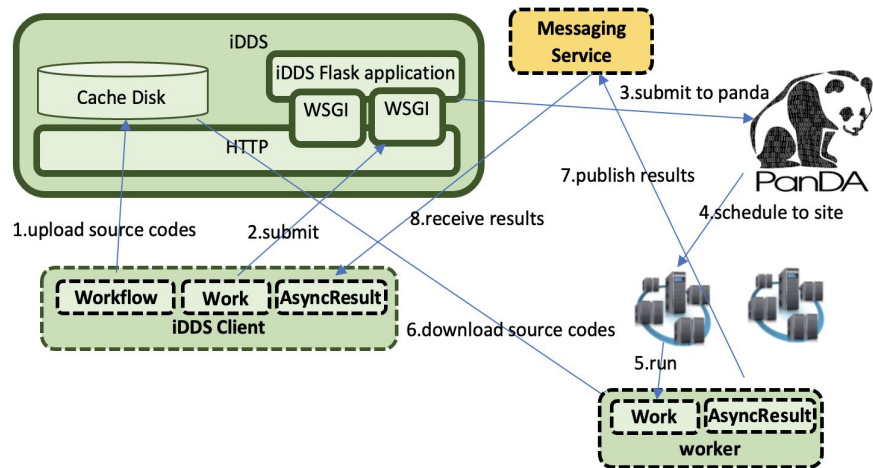 iDDS
Messaging
Service
iDDS Flask application
Cache Disk
WSGI
WSGI
HTTP
3.submit to panda
PanDA
7.publish results
1.upload source codes
2.submit
8.receive results
4.schedule to site
Workflow
Work
AsyncResult
iDDS Client
6.download source codes
5.run
Work
AsyncResult
worker